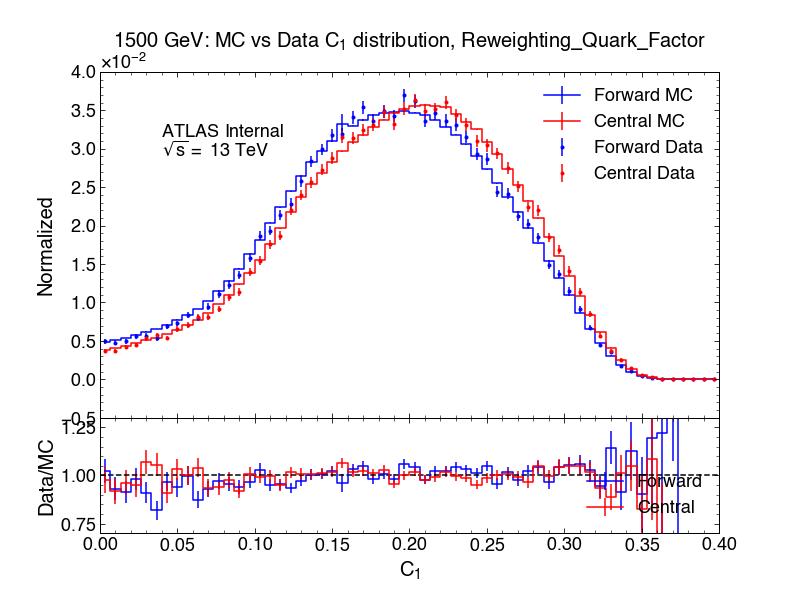 1500 GeV: MC vs Data C₁ distribution, Reweighting_Quark_Factor
×10⁻²
4.0
3.5
3.0
2.5
2.0
1.5
1.0
0.5
0.0
−0.5
Normalized
ATLAS Internal
√s = 13 TeV
Forward MC
Central MC
Forward Data
Central Data
1.25
1.00
0.75
Data/MC
Forward
Central
0.00 0.05 0.10 0.15 0.20 0.25 0.30 0.35 0.40
C₁